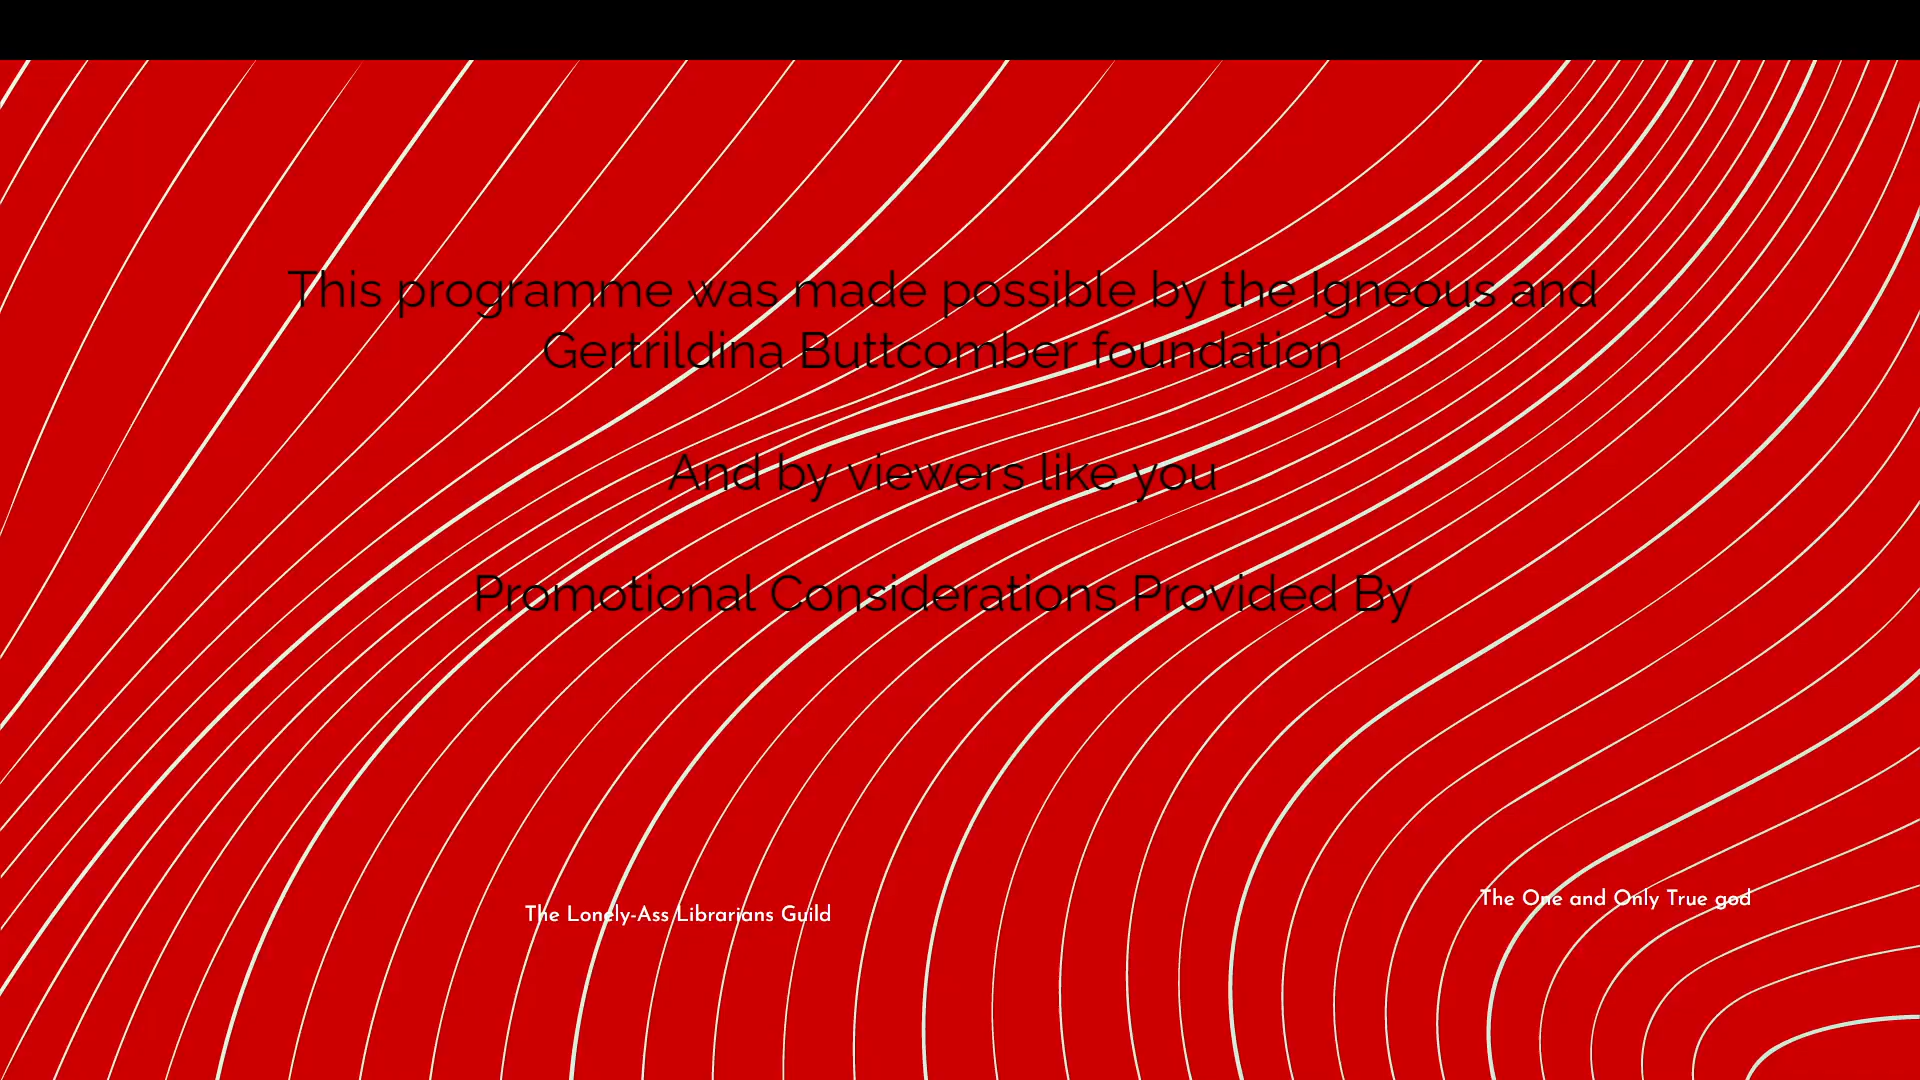 This programme was made possible by the Igneous and
Gertrildina Buttcomber foundation
And by viewers like you
Promotional Considerations Provided By
The Lonely-Ass Librarians Guild
The One and Only True god